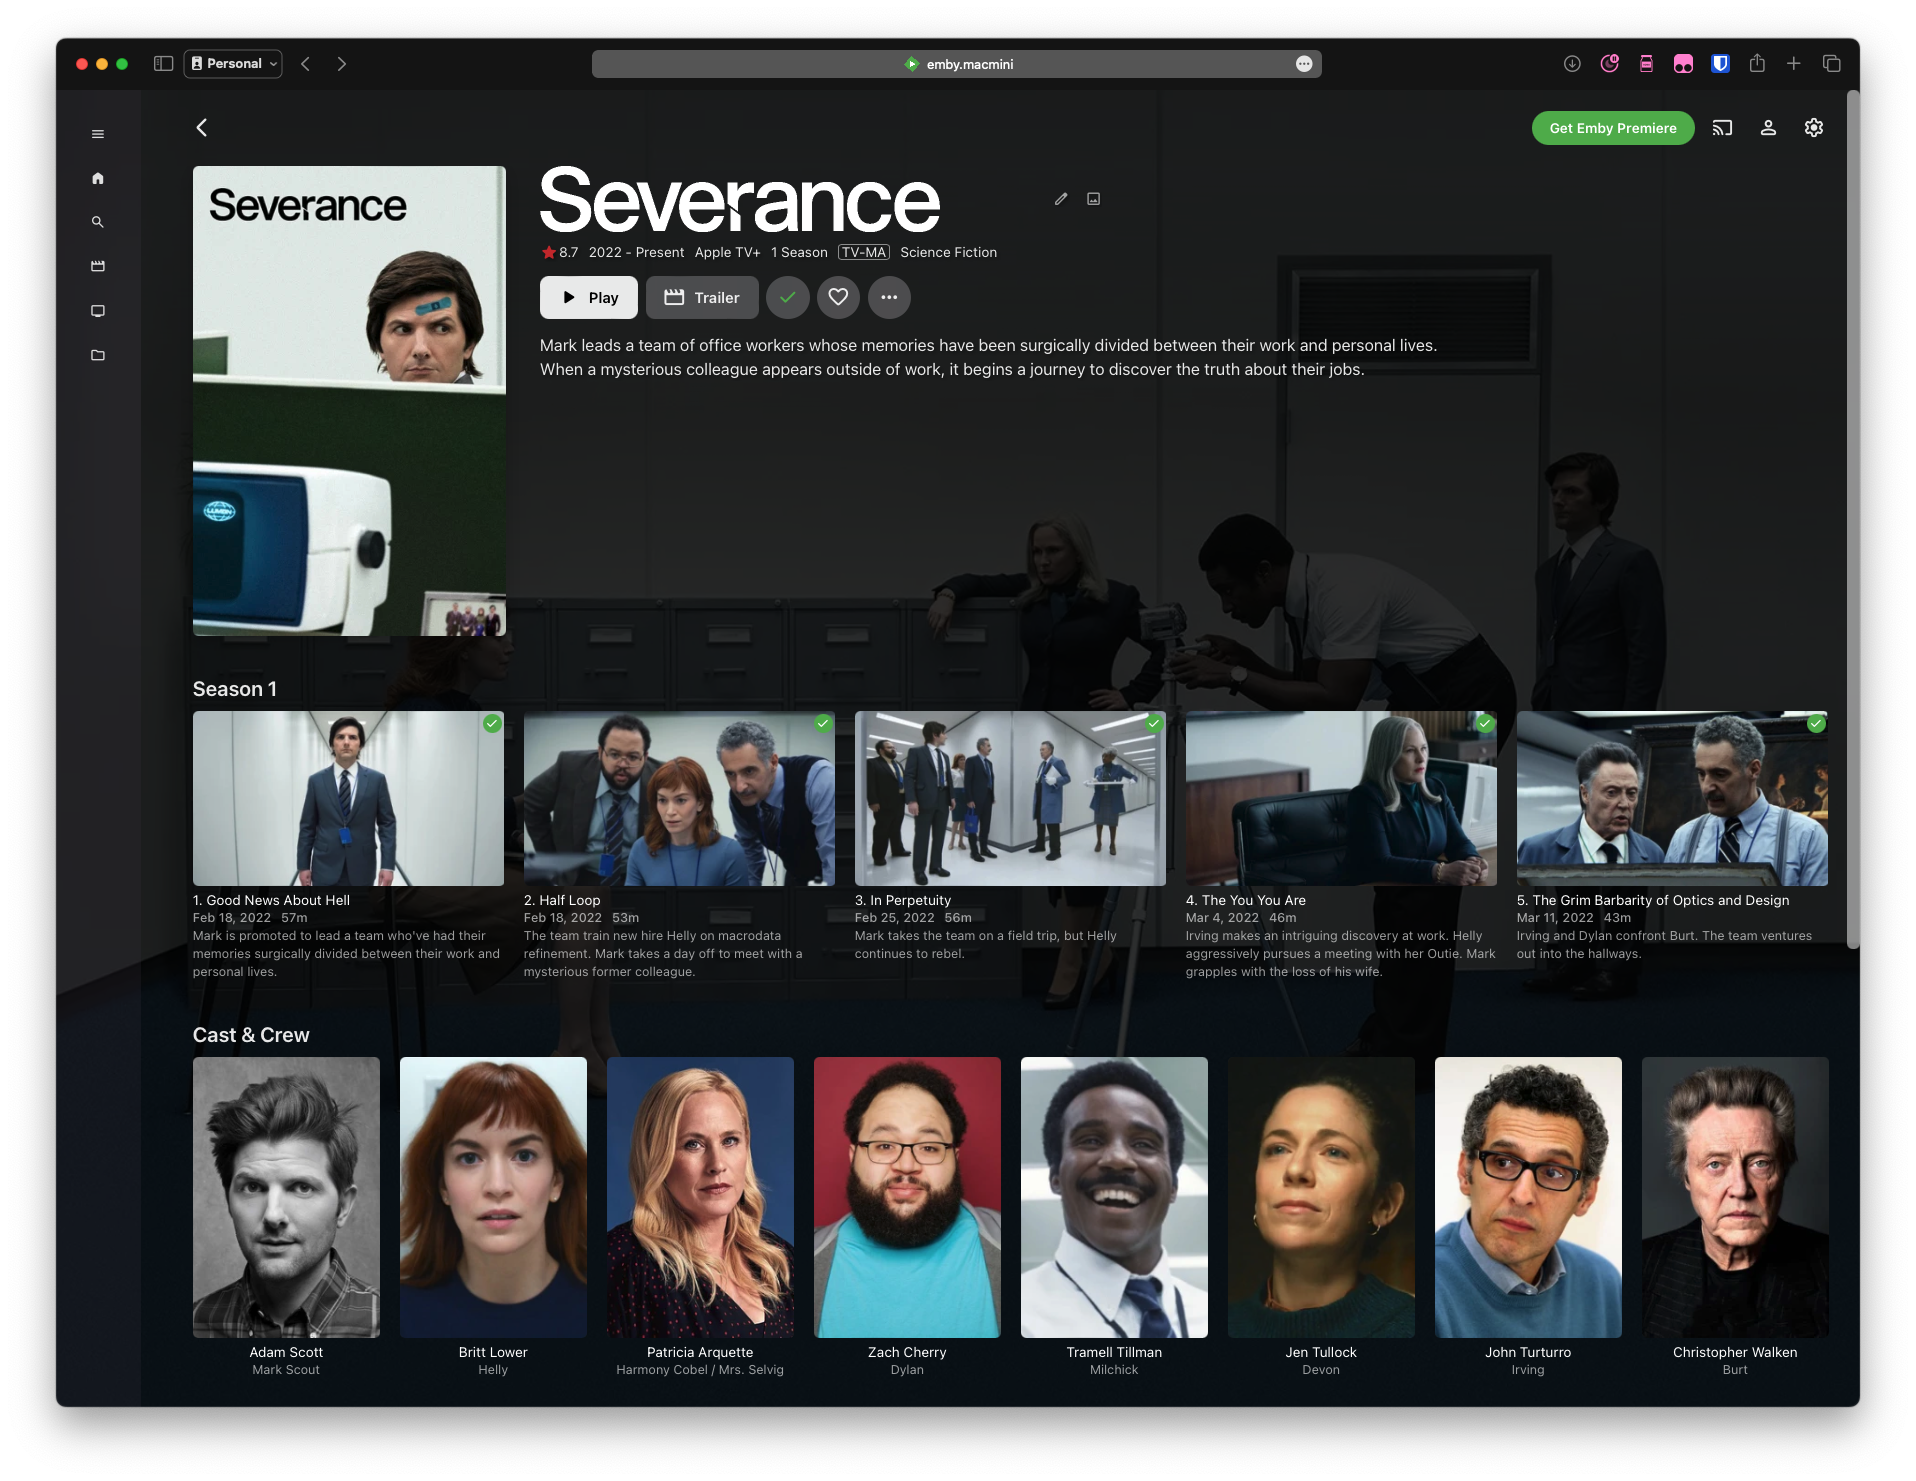 Personal
emby.macmini
Get Emby Premiere
Severance
Severance
8.7 2022 - Present Apple TV+ 1 Season TV-MA Science Fiction
Play Trailer
Mark leads a team of office workers whose memories have been surgically divided between their work and personal lives.
When a mysterious colleague appears outside of work, it begins a journey to discover the truth about their jobs.
LUMON
Season 1
1. Good News About Hell
Feb 18, 2022 57m
Mark is promoted to lead a team who've had their
memories surgically divided between their work and
personal lives.
2. Half Loop
Feb 18, 2022 53m
The team train new hire Helly on macrodata
refinement. Mark takes a day off to meet with a
mysterious former colleague.
3. In Perpetuity
Feb 25, 2022 56m
Mark takes the team on a field trip, but Helly
continues to rebel.
4. The You You Are
Mar 4, 2022 46m
Irving makes an intriguing discovery at work. Helly
aggressively pursues a meeting with her Outie. Mark
grapples with the loss of his wife.
5. The Grim Barbarity of Optics and Design
Mar 11, 2022 43m
Irving and Dylan confront Burt. The team ventures
out into the hallways.
Cast & Crew
Adam Scott
Mark Scout
Britt Lower
Helly
Patricia Arquette
Harmony Cobel / Mrs. Selvig
Zach Cherry
Dylan
Tramell Tillman
Milchick
Jen Tullock
Devon
John Turturro
Irving
Christopher Walken
Burt